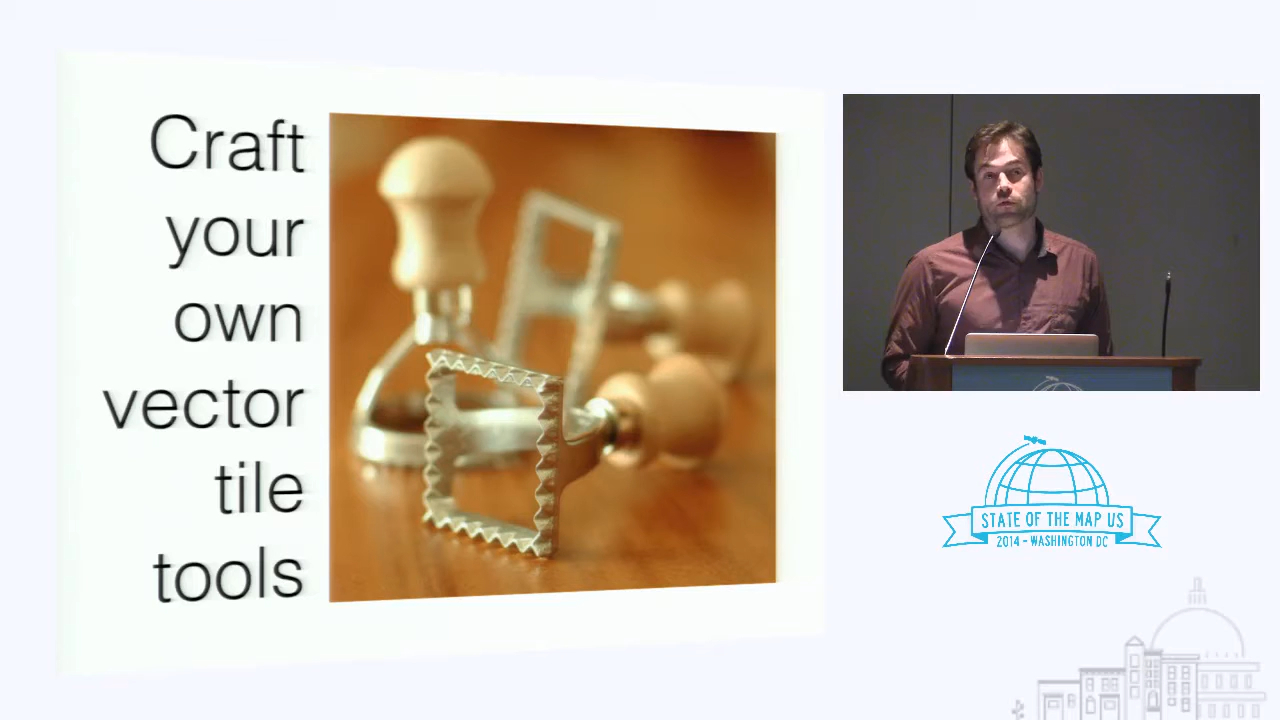 Craft
your
own
vector
tile
tools
STATE OF THE MAP US
2014 - WASHINGTON DC